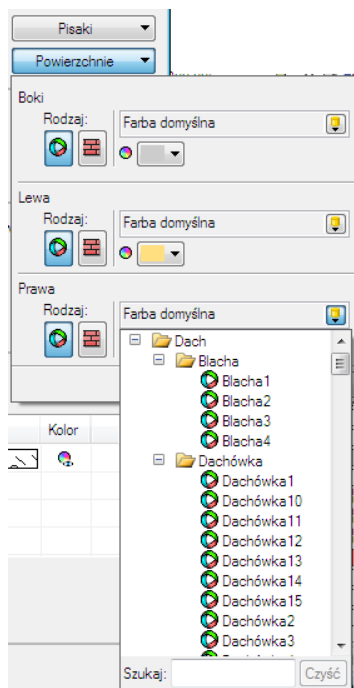 Pisaki
Powierzchnie
Boki
Rodzaj:
Farba domyślna
Lewa
Rodzaj:
Farba domyślna
Prawa
Rodzaj:
Farba domyślna
Dach
Blacha
Blacha1
Blacha2
Blacha3
Blacha4
Kolor
Dachówka
Dachówka1
Dachówka10
Dachówka11
Dachówka12
Dachówka13
Dachówka14
Dachówka15
Dachówka2
Dachówka3
Szukaj:
Czyść